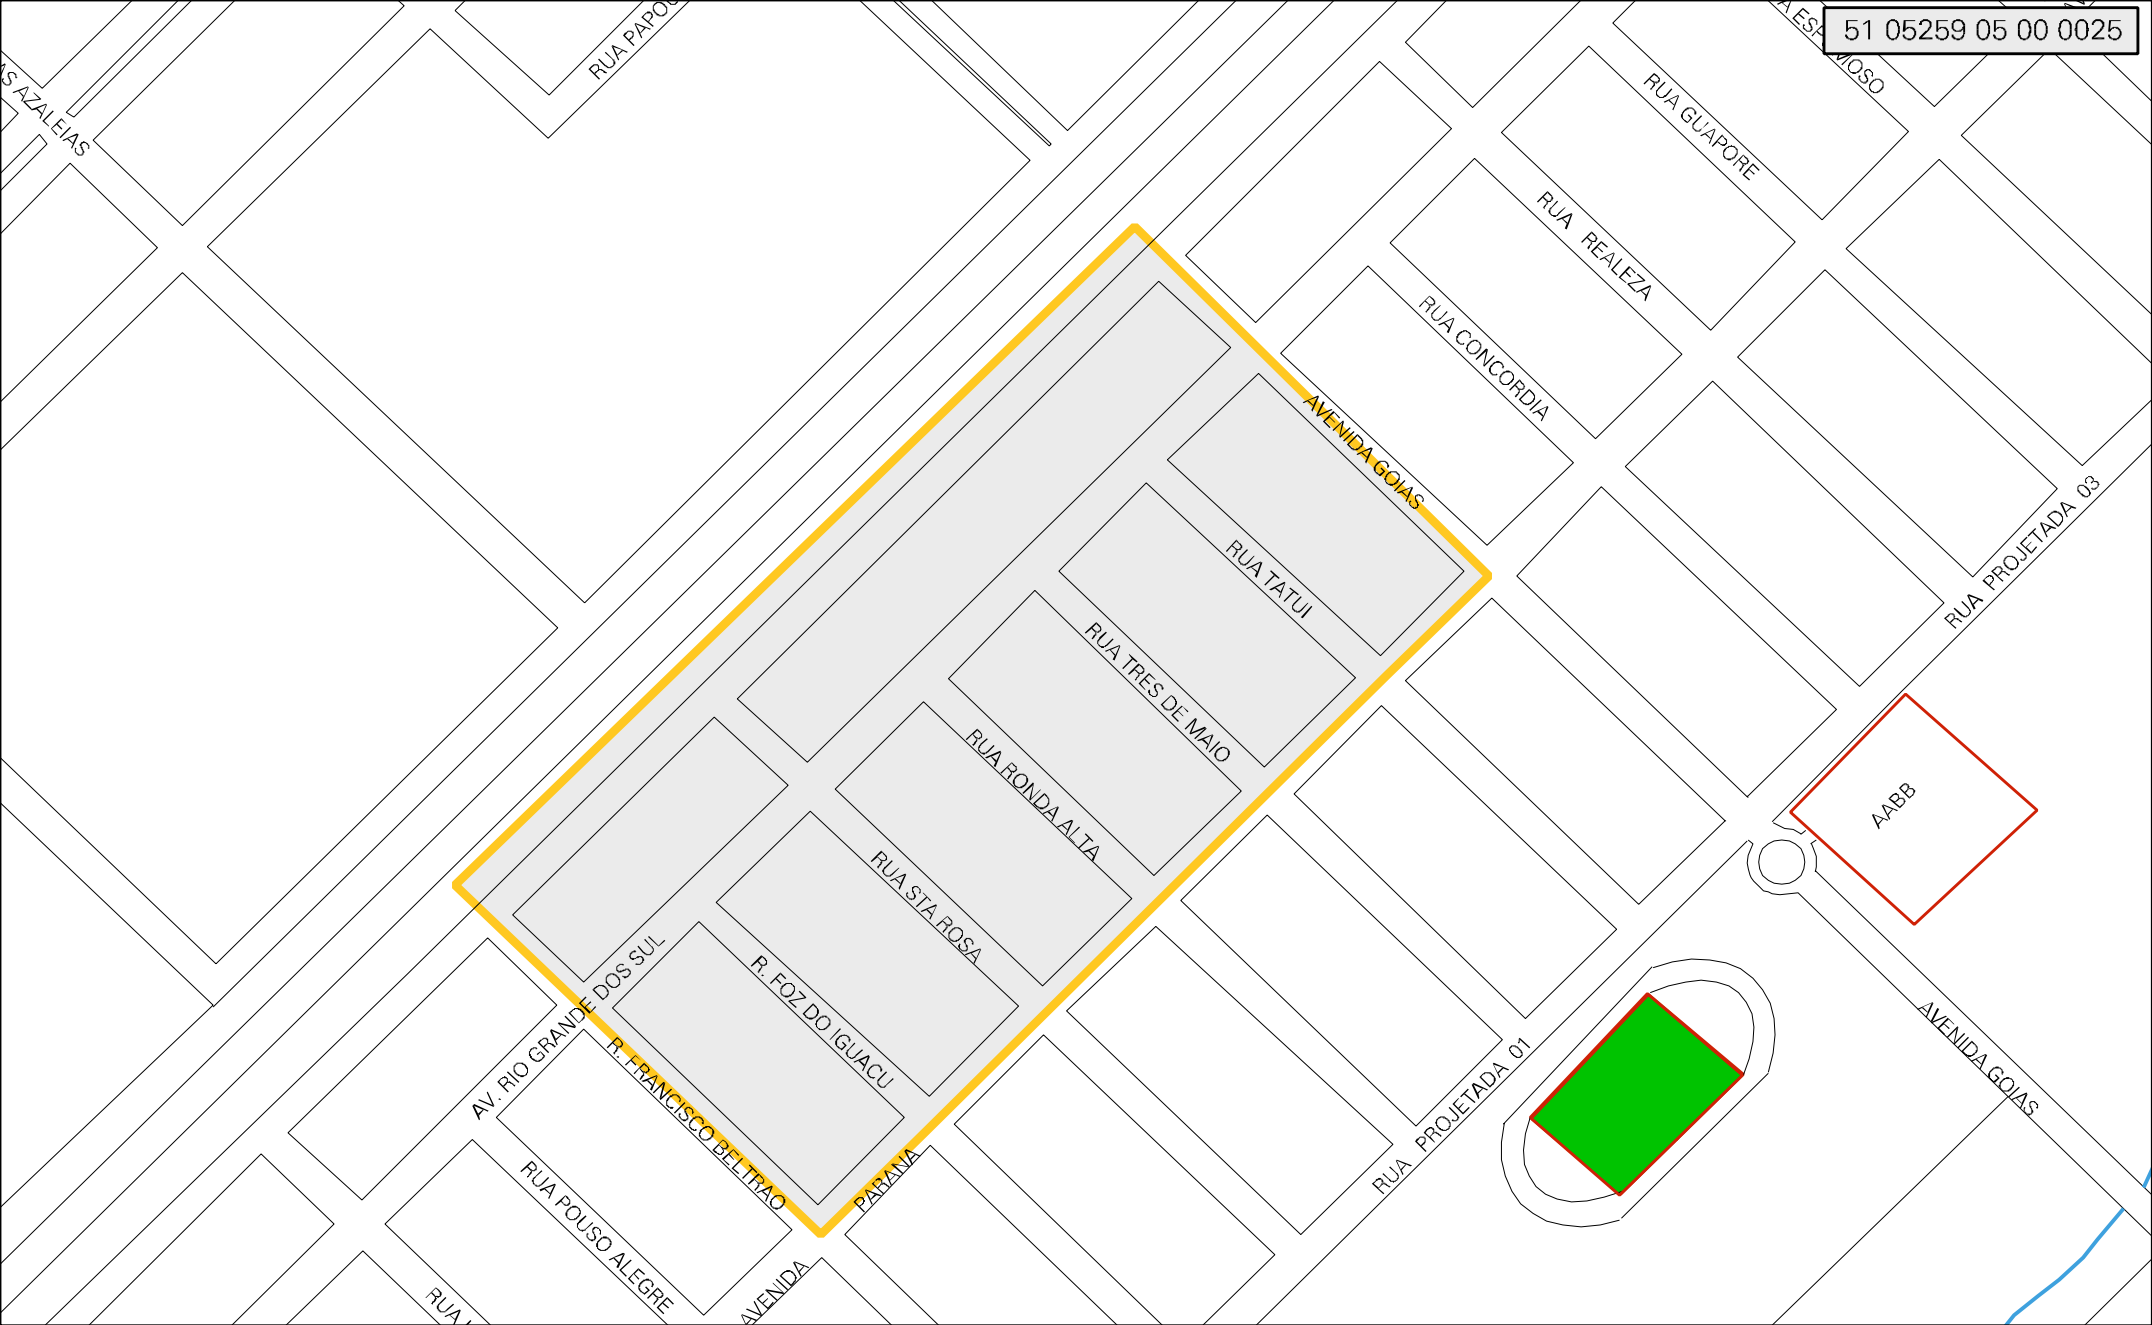 51 05259 05 00 0025
AS AZALEIAS
RUA GUAPORE
RUA REALEZA
RUA CONCORDIA
AVENIDA GOIAS
RUA PROJETADA 03
RUA TATUI
RUA TRES DE MAIO
RUA RONDA ALTA
AABB
RUA STA ROSA
R. FOZ DO IGUACU
AV. RIO GRANDE DOS SUL
R. FRANCISCO BELTRAO
AVENIDA PARANA
RUA PROJETADA 01
AVENIDA GOIAS
RUA POUSO ALEGRE
RUA
RUA